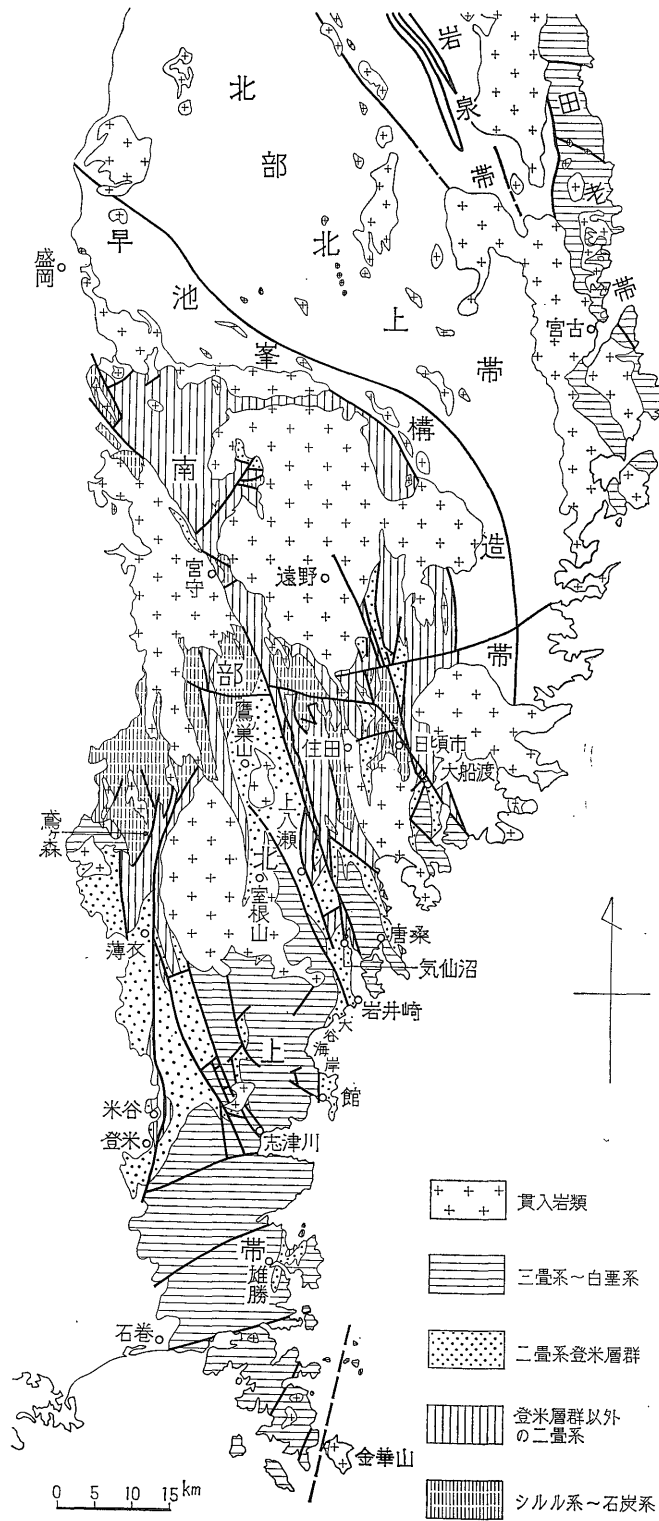 北部北上帯
岩泉帯
田老帯
早池峯構造帯
南部北上帯
盛岡
宮古
宮守
遠野
鷹巣山
住田
日頃市
大船渡
上八瀬
鳶ヶ森
室根山
薄衣
唐桑
気仙沼
岩井崎
大谷海岸
館
米谷
登米
志津川
雄勝
石巻
金華山
貫入岩類
三畳系～白亜系
二畳系登米層群
登米層群以外
の二畳系
シルル系～石炭系
0 5 10 15 km